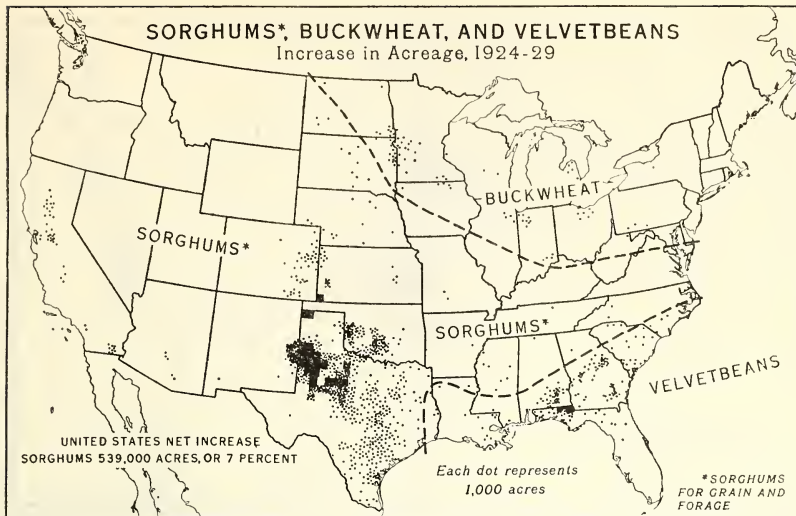 SORGHUMS*, BUCKWHEAT, AND VELVETBEANS
Increase in Acreage, 1924-29
BUCKWHEAT
SORGHUMS*
SORGHUMS*
VELVETBEANS
UNITED STATES NET INCREASE
SORGHUMS 539,000 ACRES, OR 7 PERCENT
Each dot represents
1,000 acres
*SORGHUMS
FOR GRAIN AND
FORAGE